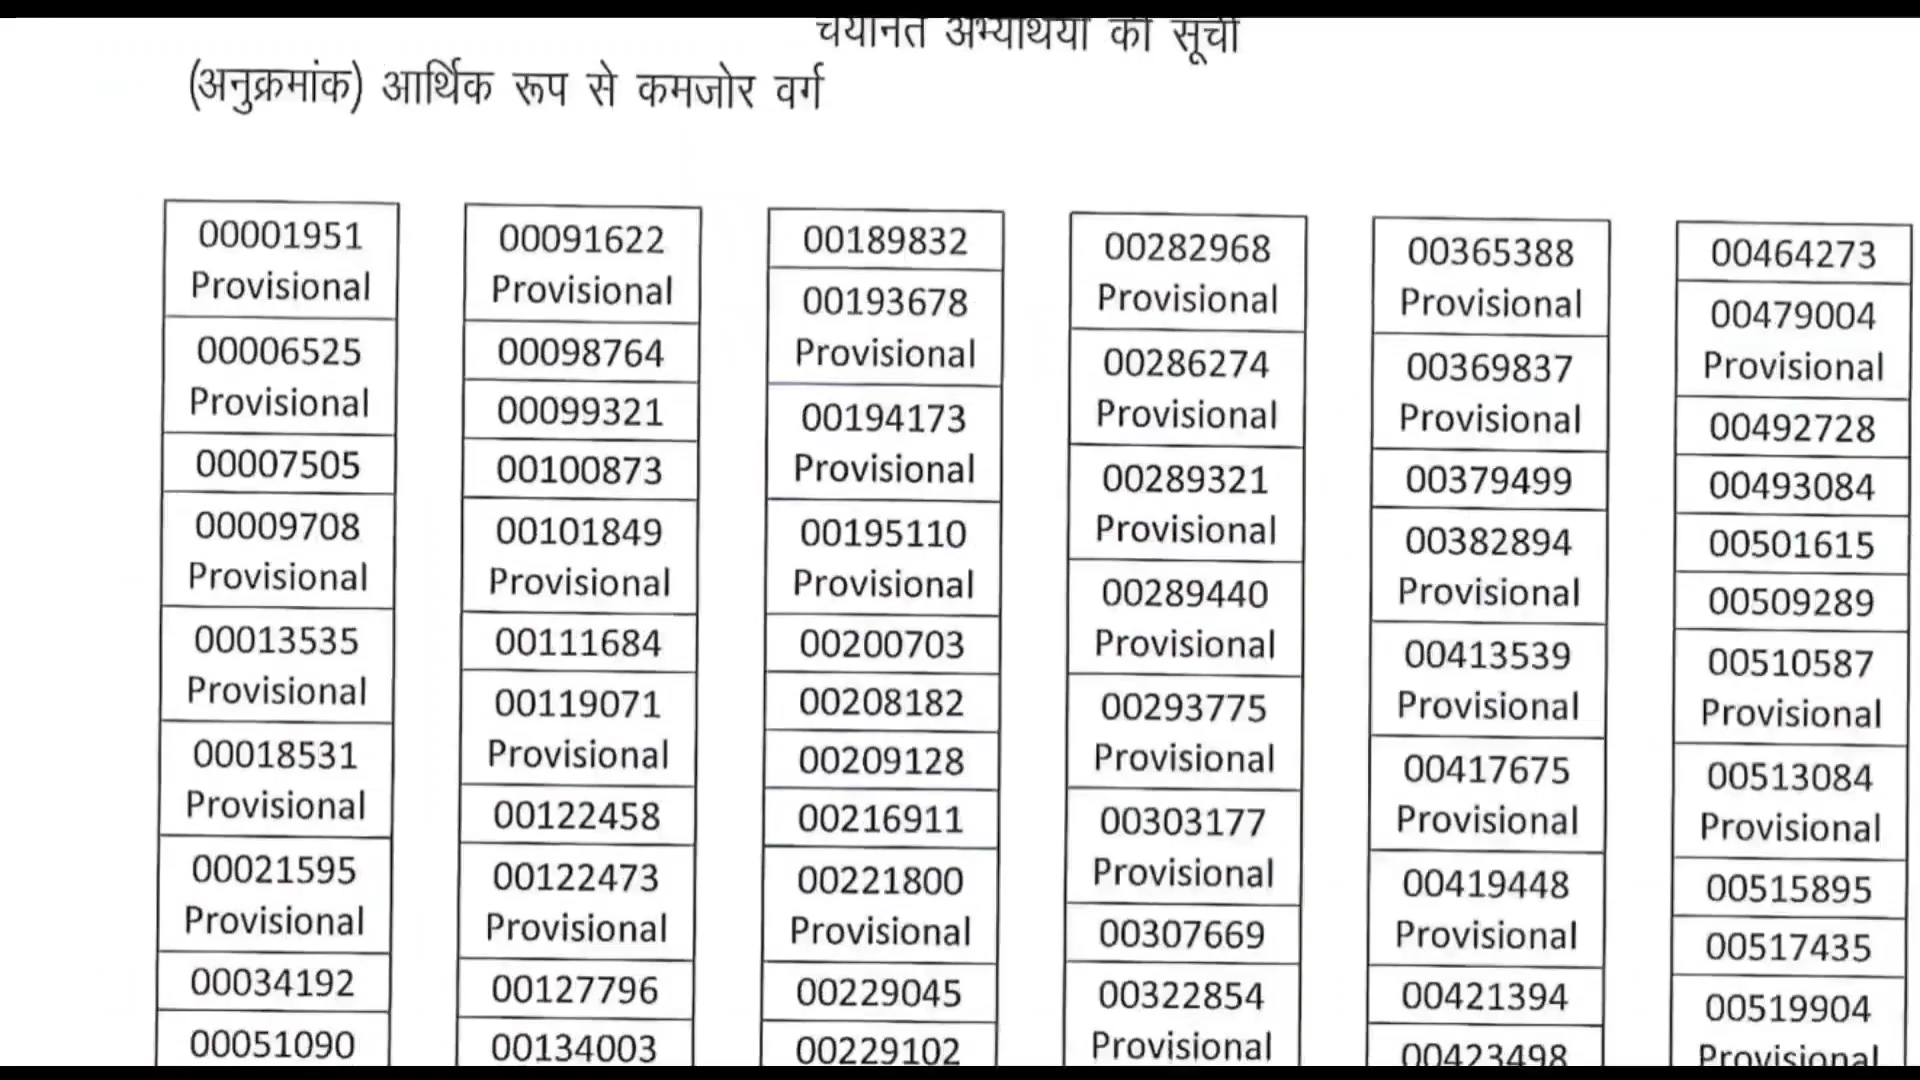 चयनित अभ्यर्थियों की सूची
(अनुक्रमांक) आर्थिक रूप से कमजोर वर्ग
00001951
Provisional
00006525
Provisional
00007505
00009708
Provisional
00013535
Provisional
00018531
Provisional
00021595
Provisional
00034192
00051090
00091622
Provisional
00098764
00099321
00100873
00101849
Provisional
00111684
00119071
Provisional
00122458
00122473
Provisional
00127796
00134003
00189832
00193678
Provisional
00194173
Provisional
00195110
Provisional
00200703
00208182
00209128
00216911
00221800
Provisional
00229045
00229102
00282968
Provisional
00286274
Provisional
00289321
Provisional
00289440
Provisional
00293775
Provisional
00303177
Provisional
00307669
00322854
Provisional
00365388
Provisional
00369837
Provisional
00379499
00382894
Provisional
00413539
Provisional
00417675
Provisional
00419448
Provisional
00421394
00423498
00464273
00479004
Provisional
00492728
00493084
00501615
00509289
00510587
Provisional
00513084
Provisional
00515895
00517435
00519904
Provisional